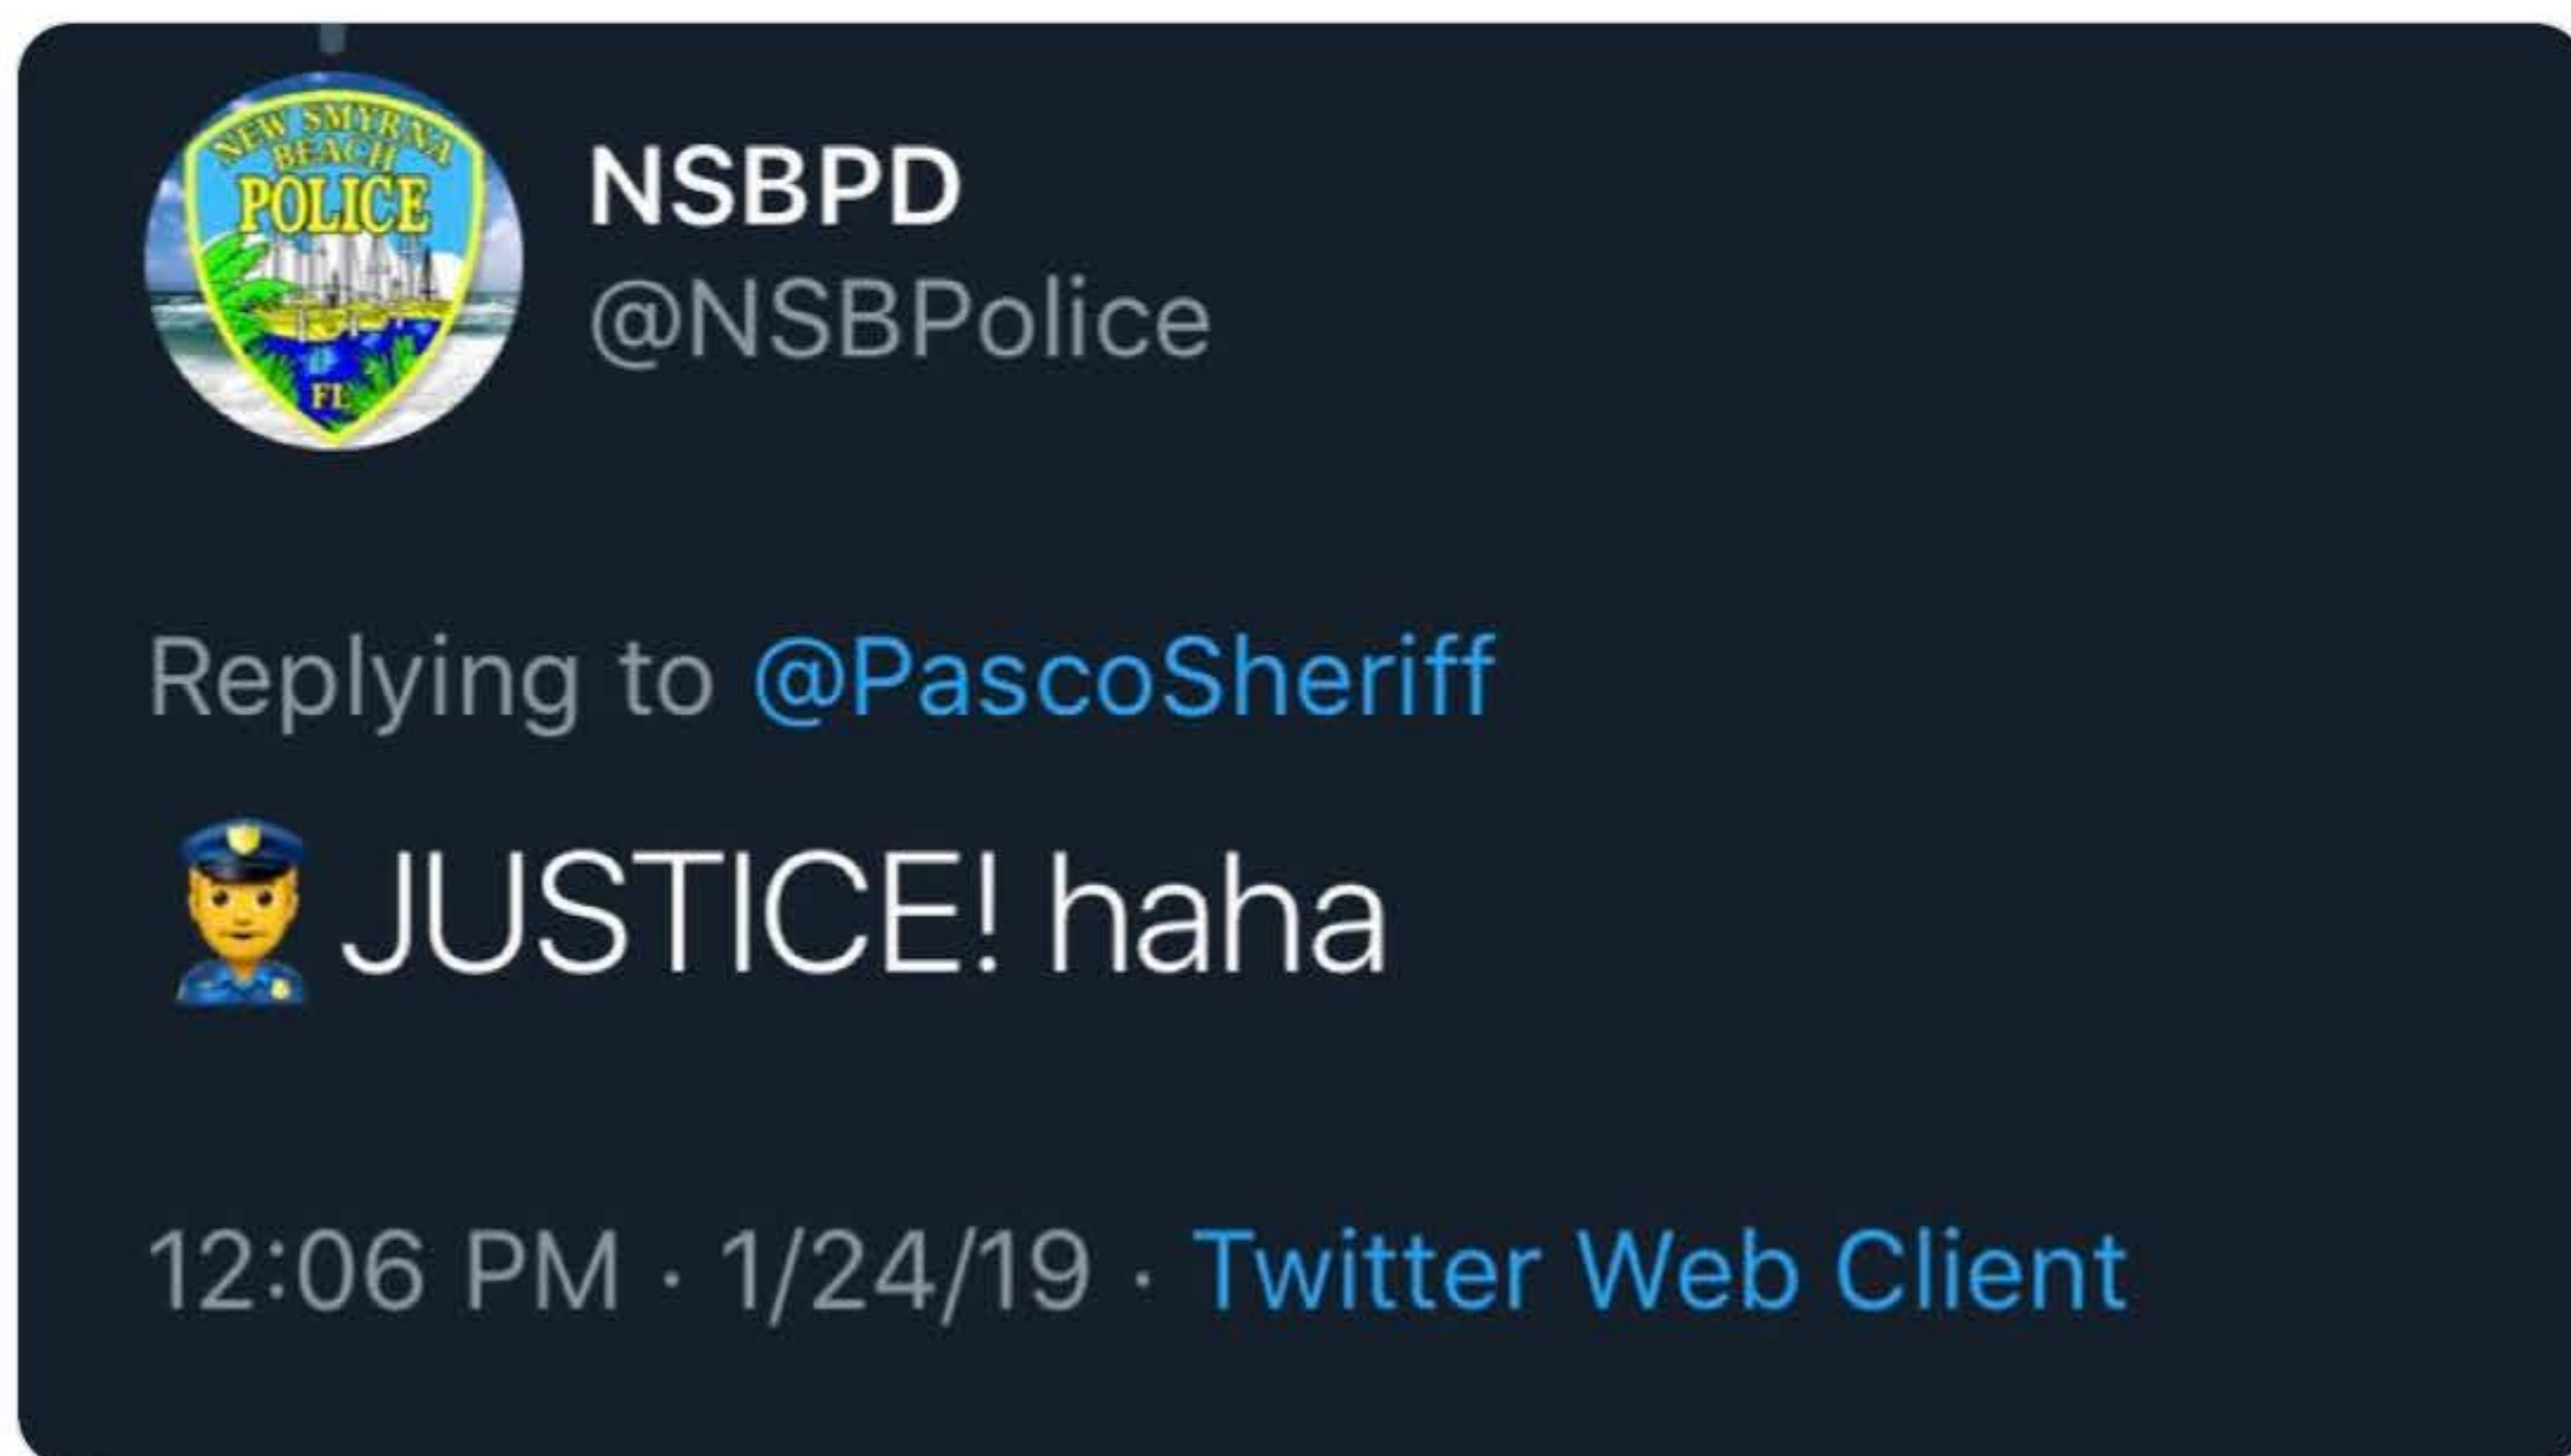 NEW SMYRNA
BEACH
POLICE
FL
NSBPD
@NSBPolice
Replying to @PascoSheriff
👮‍♂️ JUSTICE! haha
12:06 PM · 1/24/19 · Twitter Web Client